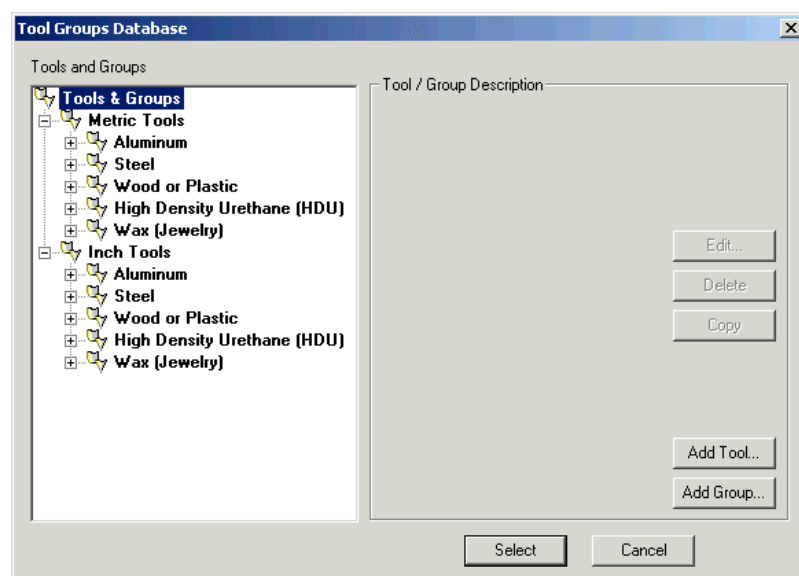 Tool Groups Database
Tools and Groups
Tools & Groups
Metric Tools
Aluminum
Steel
Wood or Plastic
High Density Urethane (HDU)
Wax (Jewelry)
Inch Tools
Aluminum
Steel
Wood or Plastic
High Density Urethane (HDU)
Wax (Jewelry)
Tool / Group Description
Edit...
Delete
Copy
Add Tool...
Add Group...
Select
Cancel